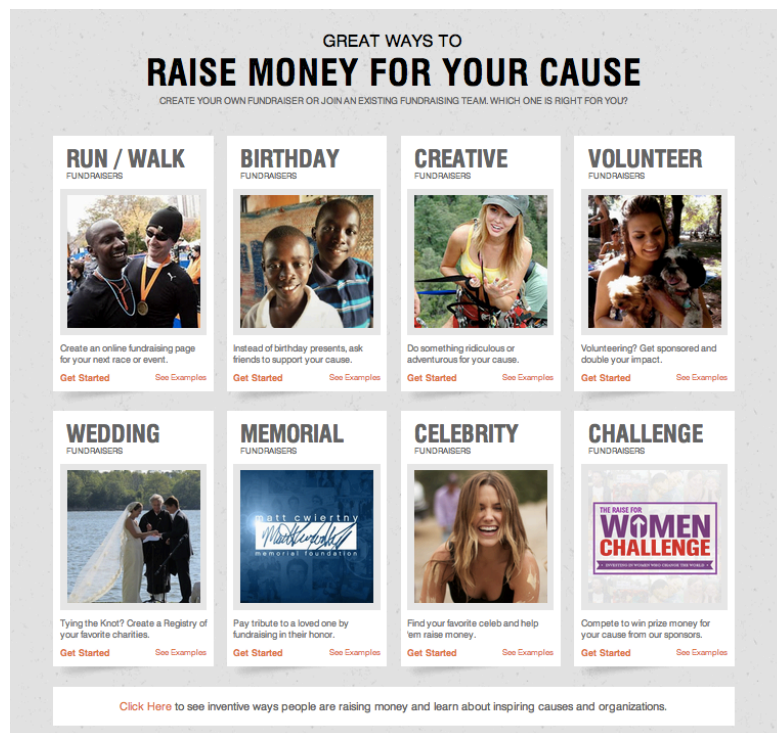 GREAT WAYS TO
RAISE MONEY FOR YOUR CAUSE
CREATE YOUR OWN FUNDRAISER OR JOIN AN EXISTING FUNDRAISING TEAM. WHICH ONE IS RIGHT FOR YOU?
RUN / WALK
FUNDRAISERS
Create an online fundraising page
for your next race or event.
Get Started See Examples
BIRTHDAY
FUNDRAISERS
Instead of birthday presents, ask
friends to support your cause.
Get Started See Examples
CREATIVE
FUNDRAISERS
Do something ridiculous or
adventurous for your cause.
Get Started See Examples
VOLUNTEER
FUNDRAISERS
Volunteering? Get sponsored and
double your impact.
Get Started See Examples
WEDDING
FUNDRAISERS
Tying the Knot? Create a Registry of
your favorite charities.
Get Started See Examples
MEMORIAL
FUNDRAISERS
matt cwiertny
memorial foundation
Pay tribute to a loved one by
fundraising in their honor.
Get Started See Examples
CELEBRITY
FUNDRAISERS
Find your favorite celeb and help
'em raise money.
Get Started See Examples
CHALLENGE
FUNDRAISERS
THE RAISE FOR
WOMEN
CHALLENGE
INVESTING IN WOMEN WHO CHANGE THE WORLD
Compete to win prize money for
your cause from our sponsors.
Get Started See Examples
Click Here to see inventive ways people are raising money and learn about inspiring causes and organizations.